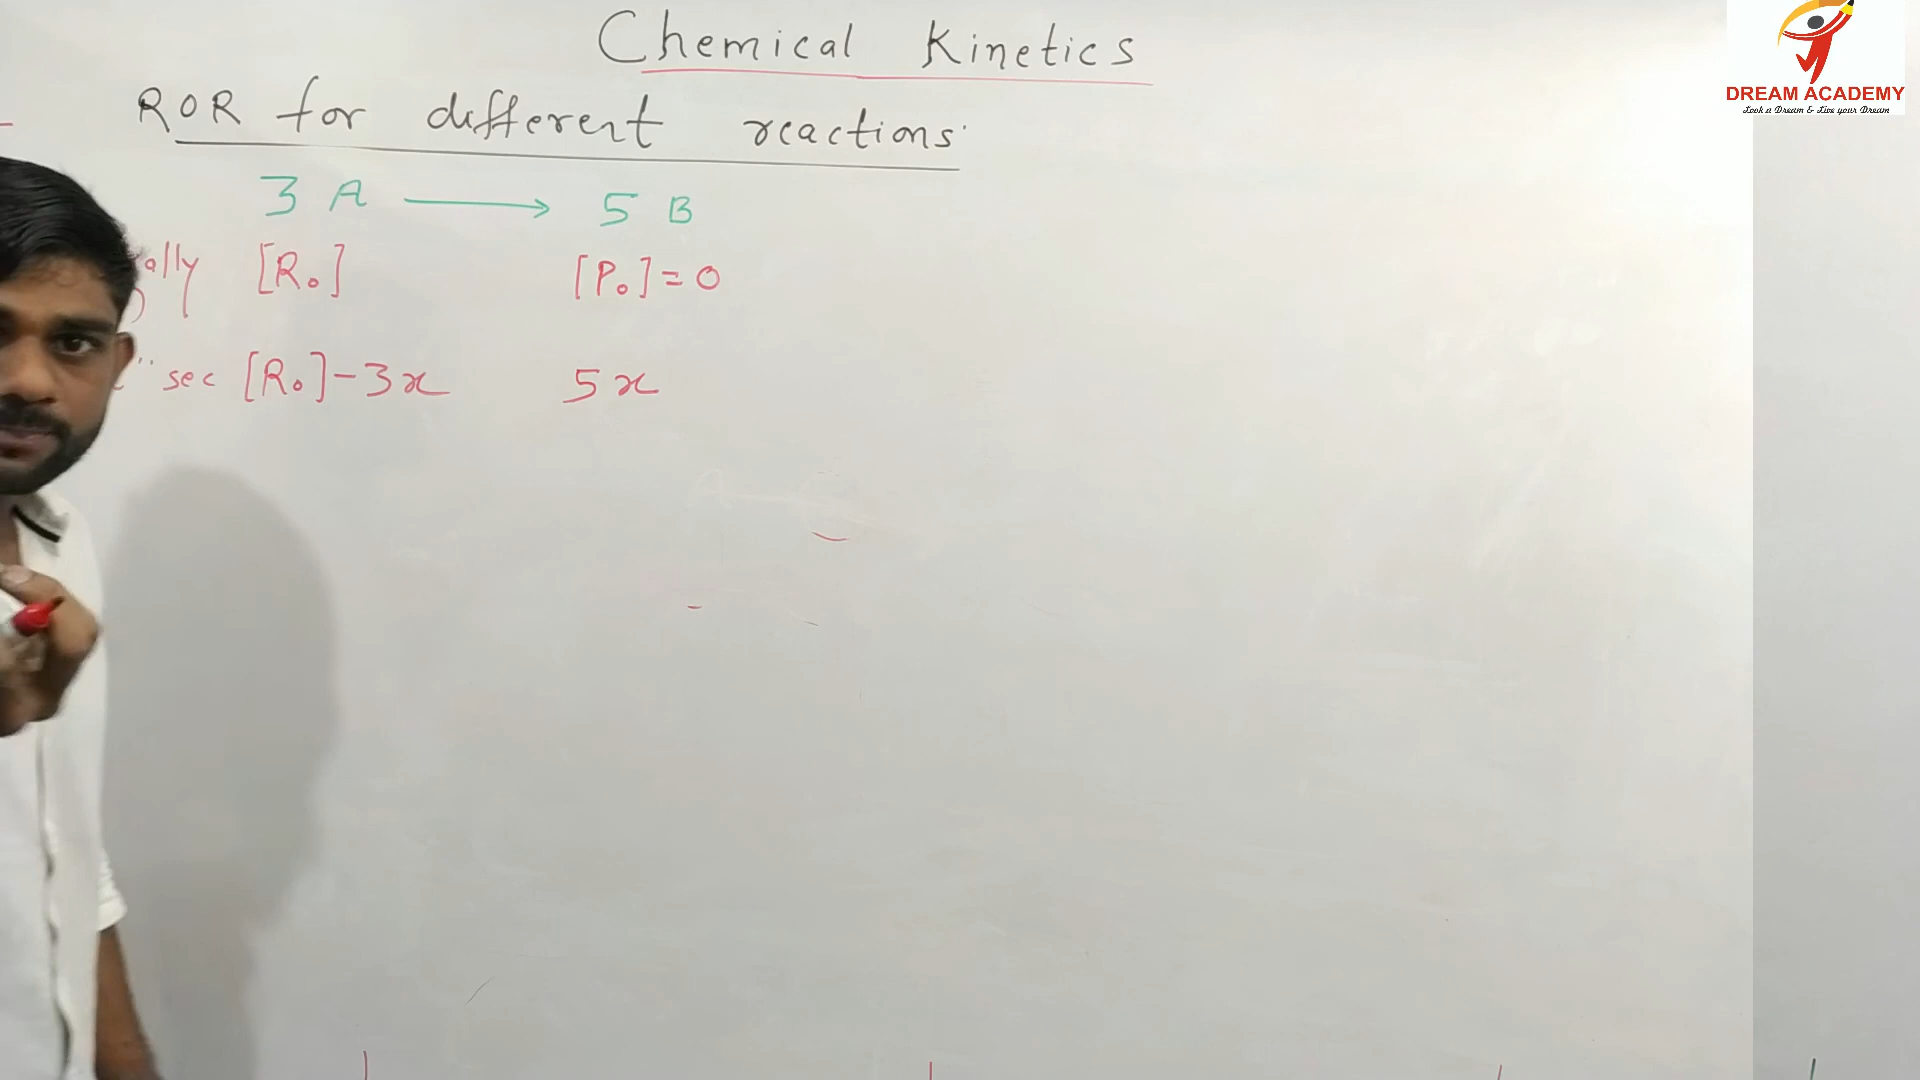 Chemical Kinetics
DREAM ACADEMY
Look a Dream & Live your Dream
ROR for different reactions
3 A ⟶ 5 B
[R₀] [P₀] = 0
sec [R₀] - 3x 5x